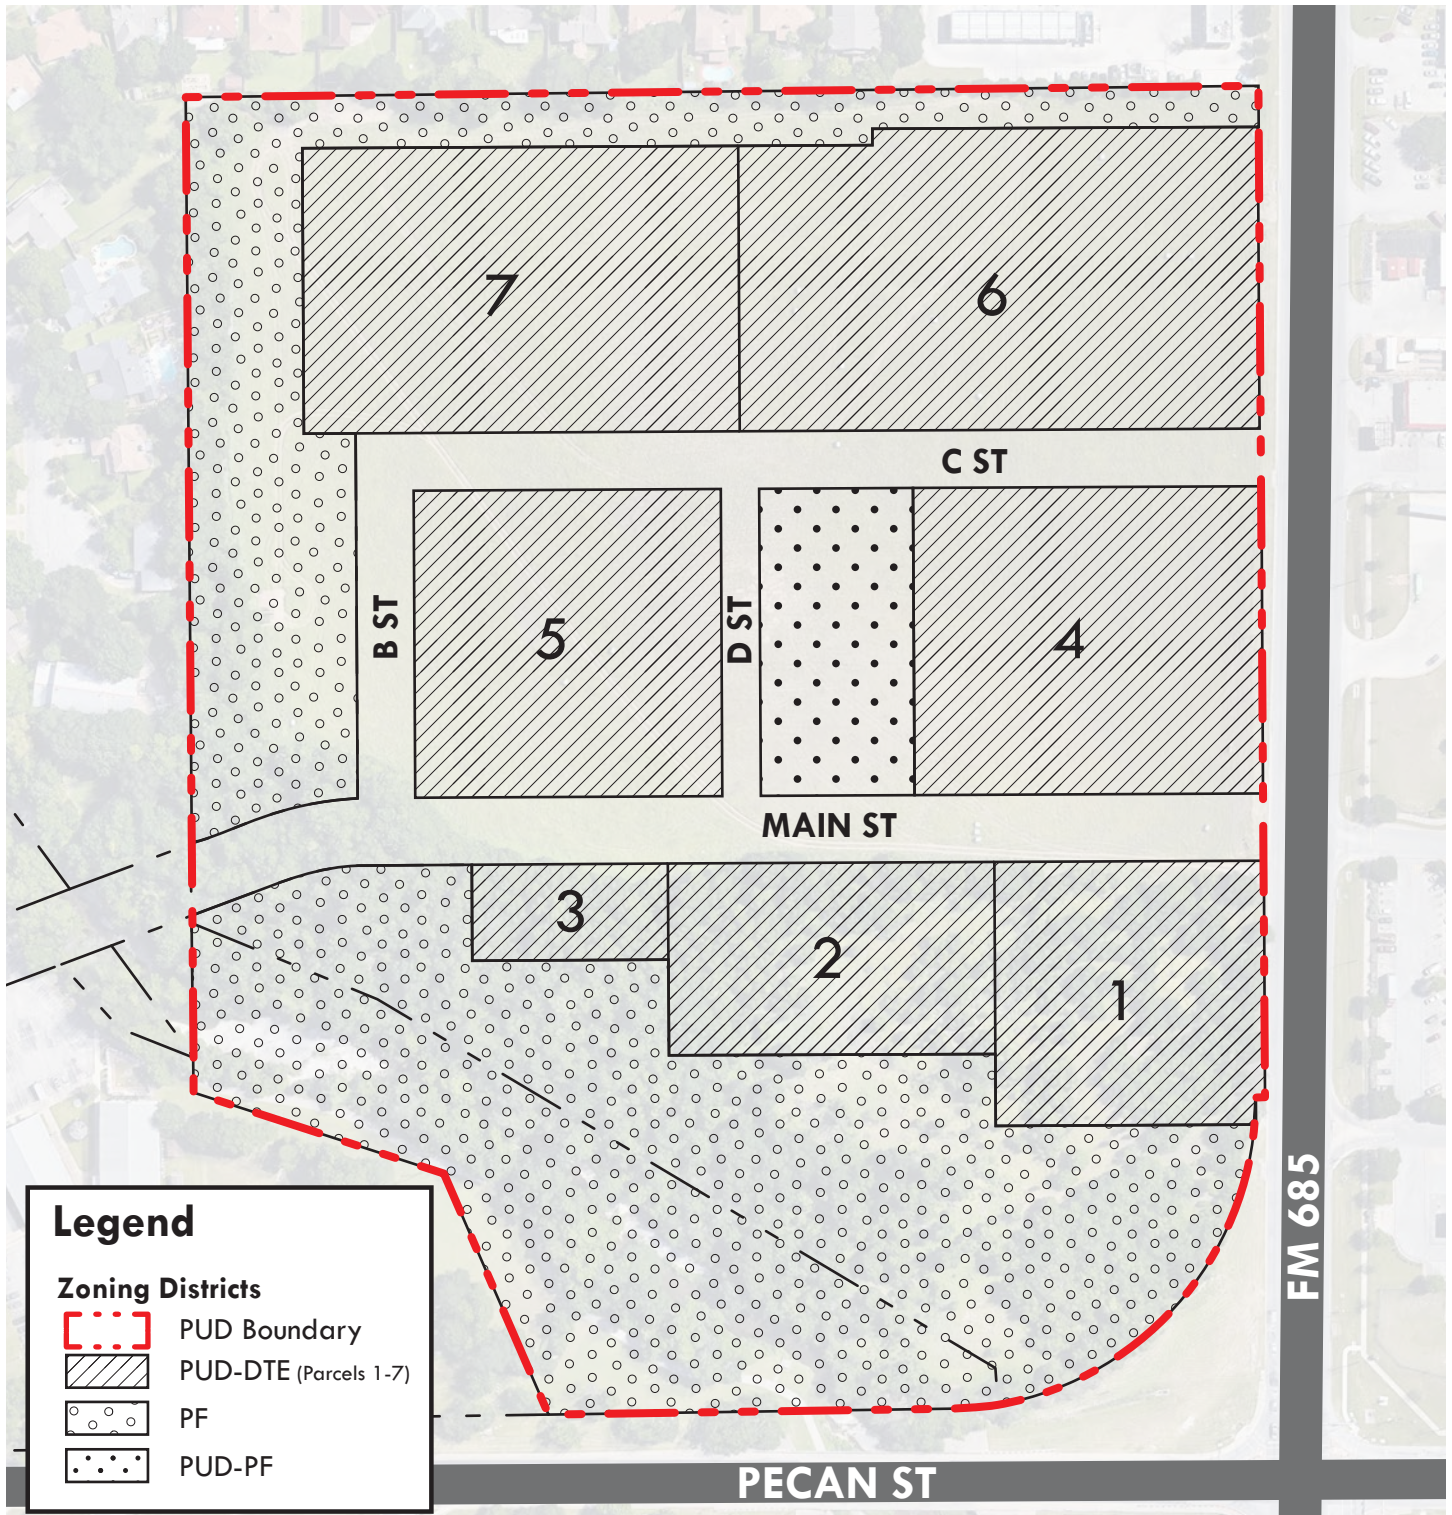 7
6
C ST
B ST
5
D ST
4
MAIN ST
3
2
1
FM 685
PECAN ST
Legend
Zoning Districts
PUD Boundary
PUD-DTE (Parcels 1-7)
PF
PUD-PF